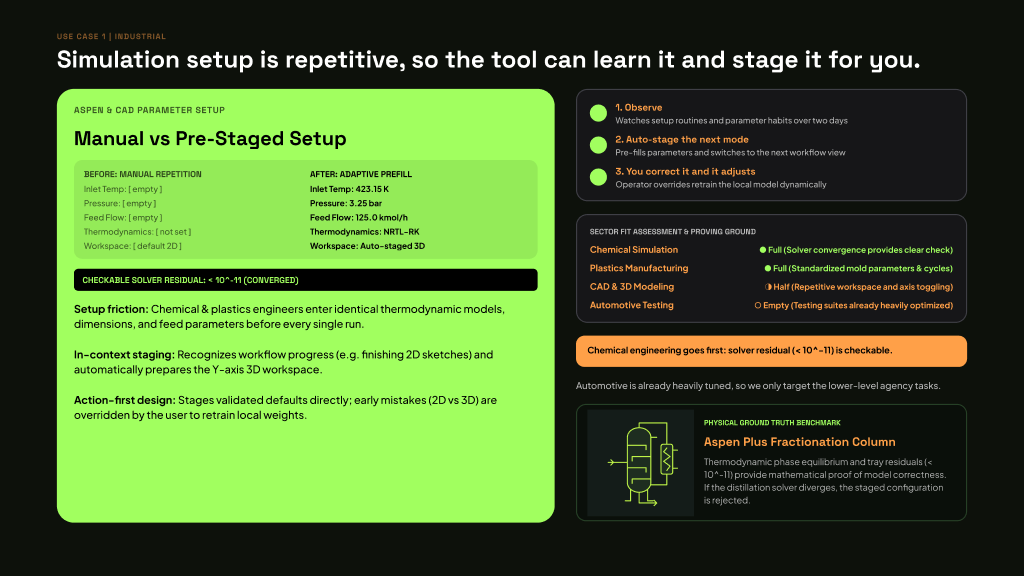 USE CASE 1 | INDUSTRIAL
Simulation setup is repetitive, so the tool can learn it and stage it for you.
ASPEN & CAD PARAMETER SETUP
Manual vs Pre-Staged Setup
BEFORE: MANUAL REPETITION
Inlet Temp: [ empty ]
Pressure: [ empty ]
Feed Flow: [ empty ]
Thermodynamics: [ not set ]
Workspace: [ default 2D ]
AFTER: ADAPTIVE PREFILL
Inlet Temp: 423.15 K
Pressure: 3.25 bar
Feed Flow: 125.0 kmol/h
Thermodynamics: NRTL-RK
Workspace: Auto-staged 3D
CHECKABLE SOLVER RESIDUAL: < 10^-11 (CONVERGED)
Setup friction: Chemical & plastics engineers enter identical thermodynamic models,
dimensions, and feed parameters before every single run.
In-context staging: Recognizes workflow progress (e.g. finishing 2D sketches) and
automatically prepares the Y-axis 3D workspace.
Action-first design: Stages validated defaults directly; early mistakes (2D vs 3D) are
overridden by the user to retrain local weights.
1. Observe
Watches setup routines and parameter habits over two days
2. Auto-stage the next mode
Pre-fills parameters and switches to the next workflow view
3. You correct it and it adjusts
Operator overrides retrain the local model dynamically
SECTOR FIT ASSESSMENT & PROVING GROUND
Chemical Simulation ● Full (Solver convergence provides clear check)
Plastics Manufacturing ● Full (Standardized mold parameters & cycles)
CAD & 3D Modeling ◑ Half (Repetitive workspace and axis toggling)
Automotive Testing ○ Empty (Testing suites already heavily optimized)
Chemical engineering goes first: solver residual (< 10^-11) is checkable.
Automotive is already heavily tuned, so we only target the lower-level agency tasks.
PHYSICAL GROUND TRUTH BENCHMARK
Aspen Plus Fractionation Column
Thermodynamic phase equilibrium and tray residuals (<
10^-11) provide mathematical proof of model correctness.
If the distillation solver diverges, the staged configuration
is rejected.